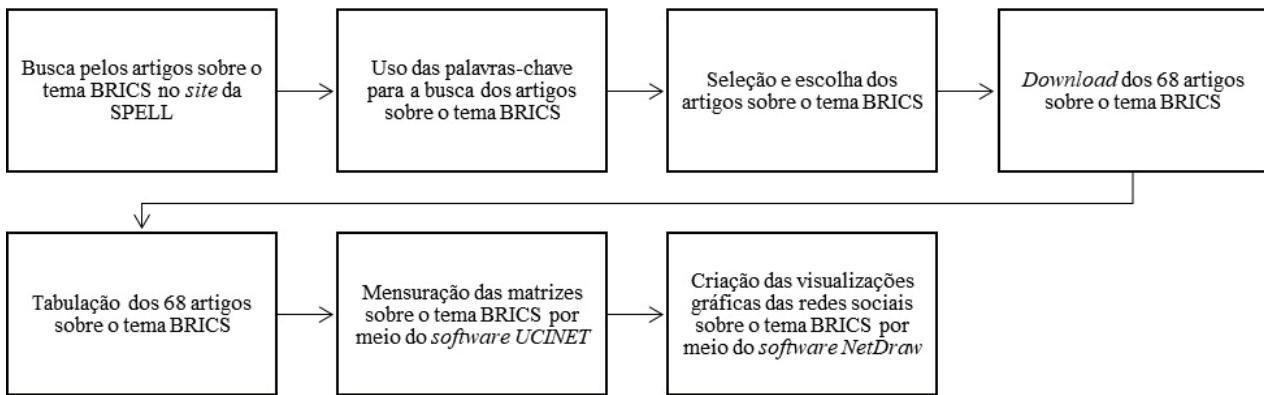 Busca pelos artigos sobre o
tema BRICS no site da
SPELL
Uso das palavras-chave
para a busca dos artigos
sobre o tema BRICS
Seleção e escolha dos
artigos sobre o tema BRICS
Download dos 68 artigos
sobre o tema BRICS
Tabulação dos 68 artigos
sobre o tema BRICS
Mensuração das matrizes
sobre o tema BRICS por
meio do software UCINET
Criação das visualizações
gráficas das redes sociais
sobre o tema BRICS por
meio do software NetDraw